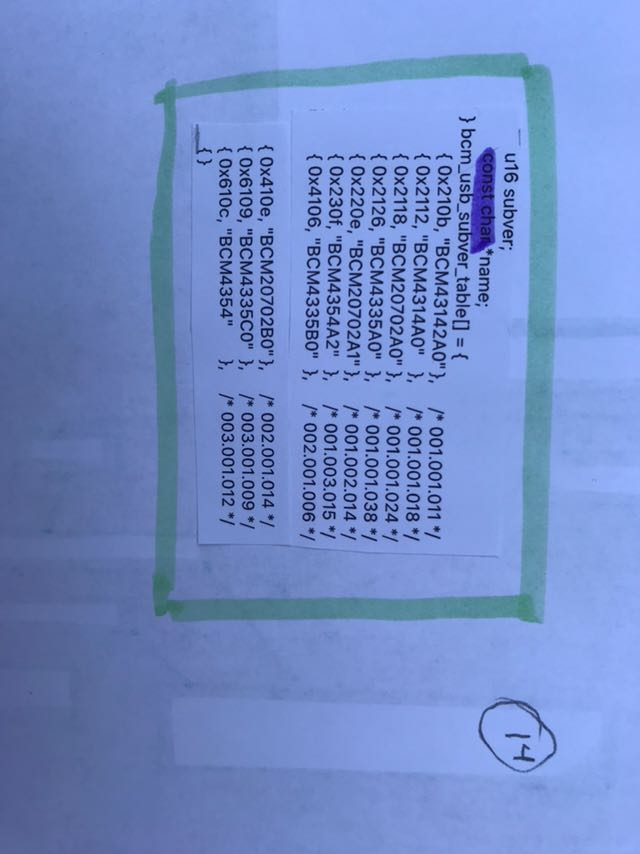 u16 subver;
const char *name;
} bcm_usb_subver_table[] = {
{ 0x210b, "BCM43142A0" }, /* 001.001.011 */
{ 0x2112, "BCM4314A0" }, /* 001.001.018 */
{ 0x2118, "BCM20702A0" }, /* 001.001.024 */
{ 0x2126, "BCM4335A0" }, /* 001.001.038 */
{ 0x220e, "BCM20702A1" }, /* 001.002.014 */
{ 0x230f, "BCM4354A2" }, /* 001.003.015 */
{ 0x4106, "BCM4335B0" }, /* 002.001.006 */
{ 0x410e, "BCM20702B0" }, /* 002.001.014 */
{ 0x6109, "BCM4335C0" }, /* 003.001.009 */
{ 0x610c, "BCM4354" }, /* 003.001.012 */
{ }
14